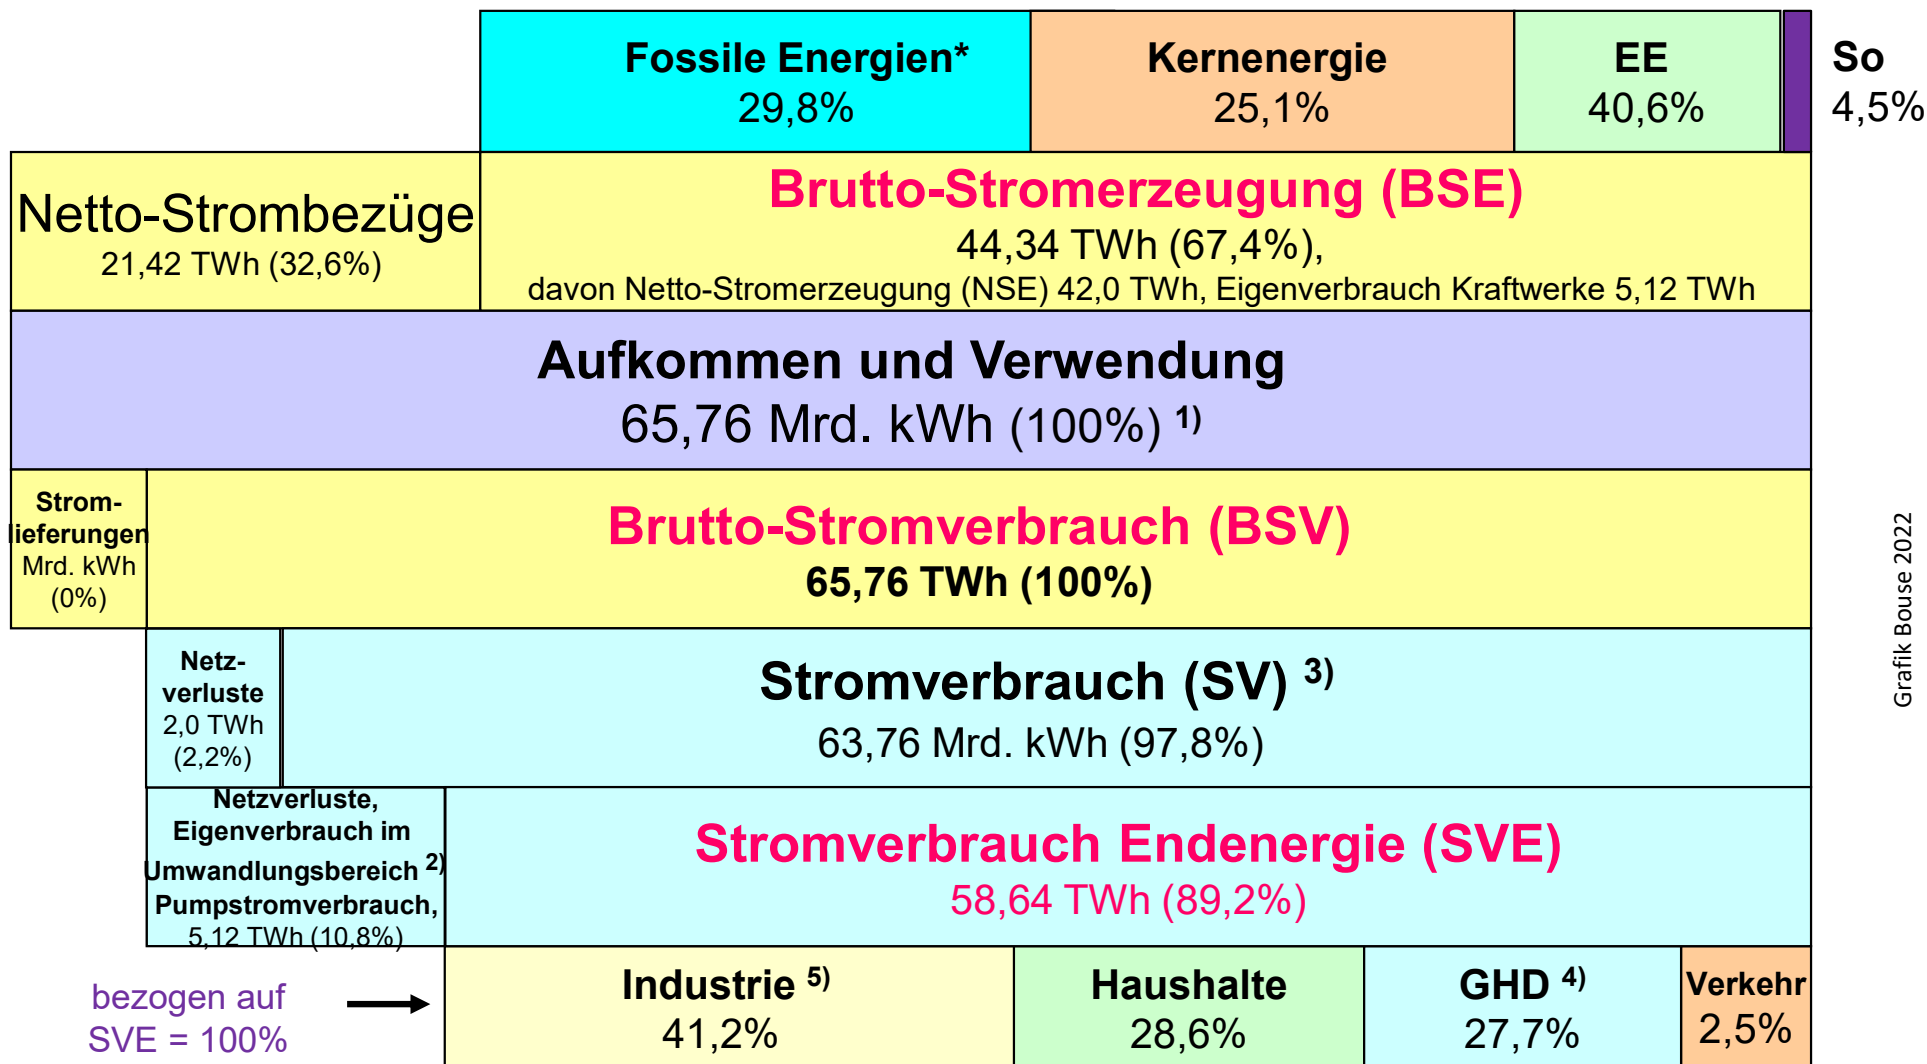 Fossile Energien*
29,8%
Kernenergie
25,1%
EE
40,6%
So
4,5%
Netto-Strombezüge
21,42 TWh (32,6%)
Brutto-Stromerzeugung (BSE)
44,34 TWh (67,4%),
davon Netto-Stromerzeugung (NSE) 42,0 TWh, Eigenverbrauch Kraftwerke 5,12 TWh
Aufkommen und Verwendung
65,76 Mrd. kWh (100%) 1)
Strom-
lieferungen
Mrd. kWh
(0%)
Brutto-Stromverbrauch (BSV)
65,76 TWh (100%)
Netz-
verluste
2,0 TWh
(2,2%)
Stromverbrauch (SV) 3)
63,76 Mrd. kWh (97,8%)
Netzverluste,
Eigenverbrauch im
Umwandlungsbereich 2)
Pumpstromverbrauch,
5,12 TWh (10,8%)
Stromverbrauch Endenergie (SVE)
58,64 TWh (89,2%)
bezogen auf
SVE = 100%
Industrie 5)
41,2%
Haushalte
28,6%
GHD 4)
27,7%
Verkehr
2,5%
Grafik Bouse 2022